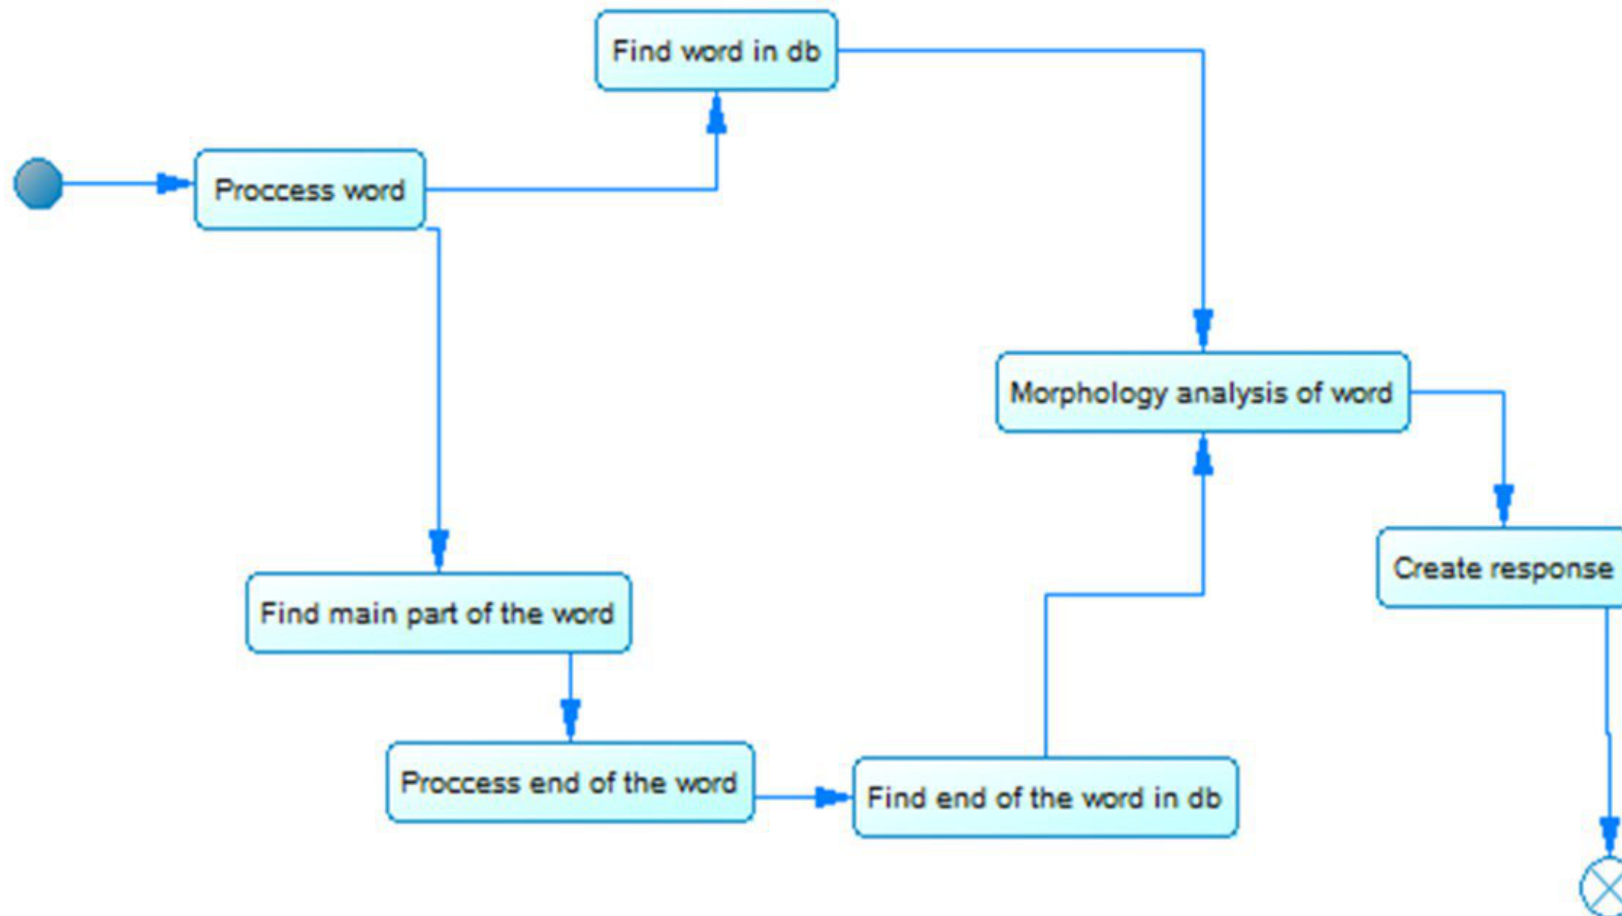 Find word in db
Proccess word
Morphology analysis of word
Create response
Find main part of the word
Proccess end of the word
Find end of the word in db